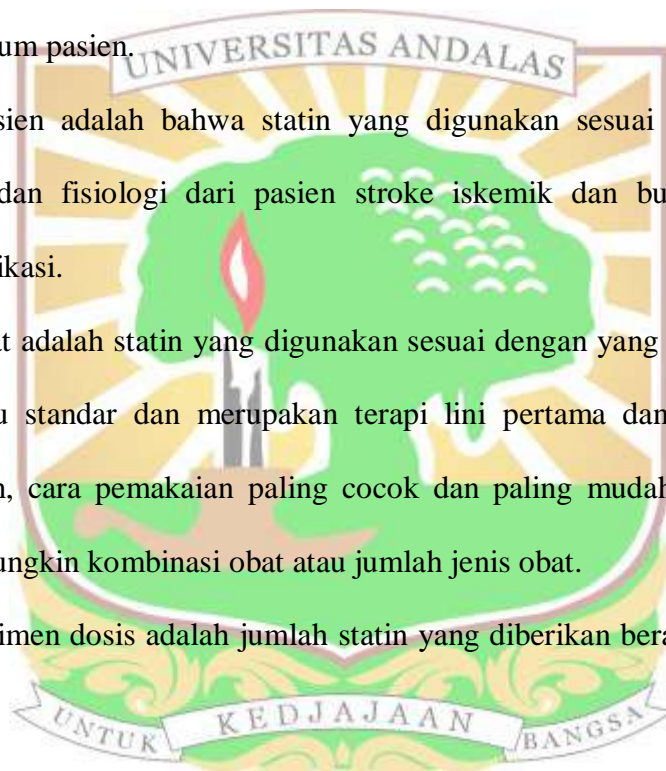 um pasien.
UNIVERSITAS ANDALAS
sien adalah bahwa statin yang digunakan sesuai
dan fisiologi dari pasien stroke iskemik dan bu
ikasi.
at adalah statin yang digunakan sesuai dengan yang
u standar dan merupakan terapi lini pertama dan
n, cara pemakaian paling cocok dan paling mudah
ungkin kombinasi obat atau jumlah jenis obat.
imen dosis adalah jumlah statin yang diberikan bera
UNTUK KEDJAJAAN BANGSA